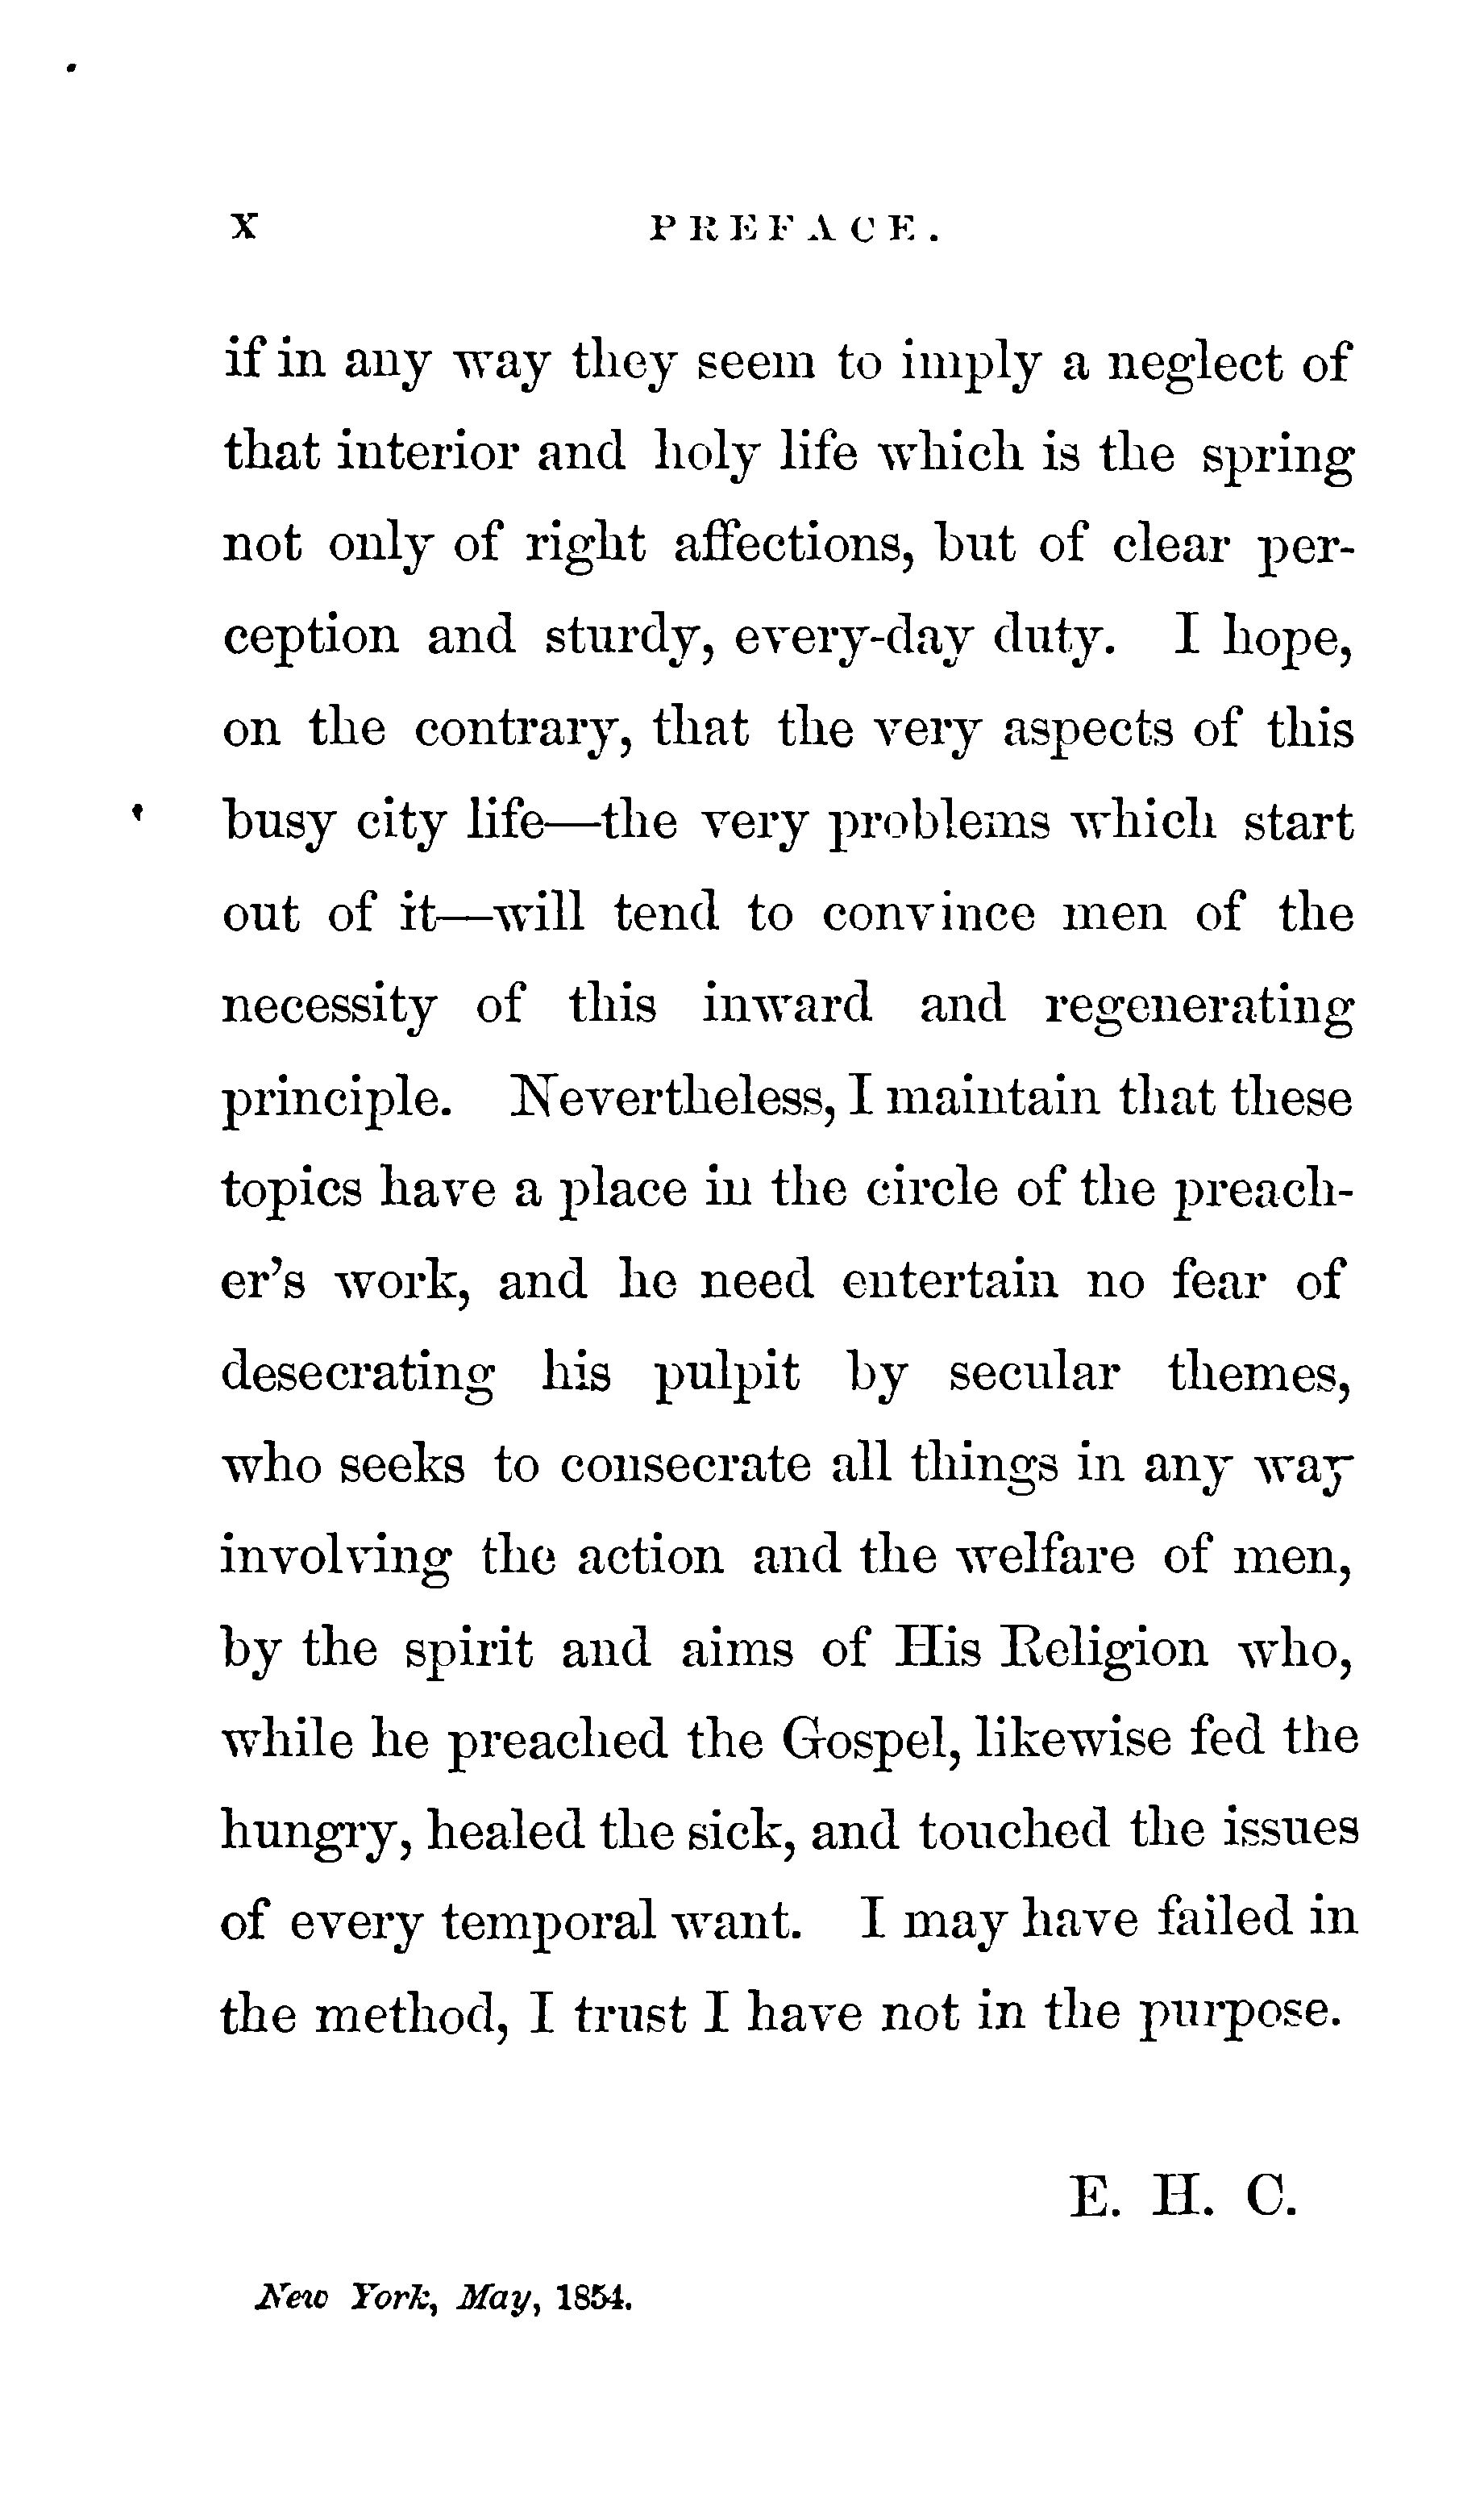 x PREFACE.
if in any way they seem to imply a neglect of
that interior and holy life which is the spring
not only of right affections, but of clear per-
ception and sturdy, every-day duty. I hope,
on the contrary, that the very aspects of this
busy city life—the very problems which start
out of it—will tend to convince men of the
necessity of this inward and regenerating
principle. Nevertheless, I maintain that these
topics have a place in the circle of the preach-
er's work, and he need entertain no fear of
desecrating his pulpit by secular themes,
who seeks to consecrate all things in any way
involving the action and the welfare of men,
by the spirit and aims of His Religion who,
while he preached the Gospel, likewise fed the
hungry, healed the sick, and touched the issues
of every temporal want. I may have failed in
the method, I trust I have not in the purpose.
E. H. C.
New York, May, 1854.